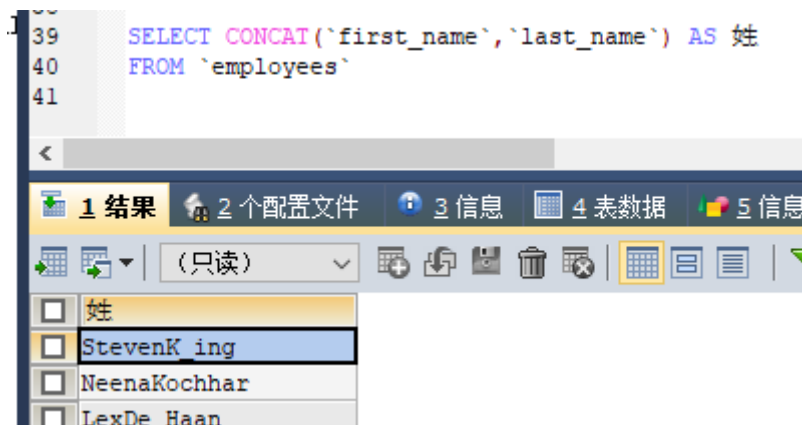 39 SELECT CONCAT(`first_name`,`last_name`) AS 姓
40 FROM `employees`
41
1 结果 2 个配置文件 3 信息 4 表数据 5 信息
(只读)
姓
StevenK_ing
NeenaKochhar
LexDe Haan